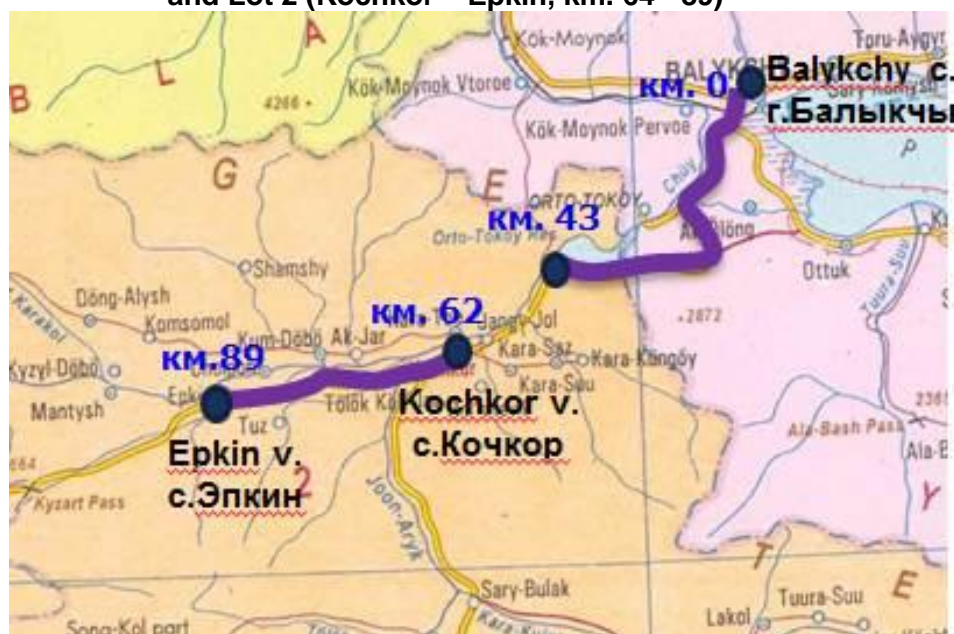 and Lot 2 (Kochkor – Epkin, km. 64 - 89)
Kök-Moynok
Toru-Aygyr
B L A
4266
Kök-Moynok Vtoroe
км. 0
Balykchy c.
г.Балыкчы
Kök-Moynok Pervoe
G
E
P
Chüy
ORTO-TOKOY
км. 43
Orto-Tokoy Res
Ottuk
Tuura-Suu
Shamshy
Döng-Alysh
Karakol
Komsomol
км. 62
2872
Kum-Döbö
Ak-Jar
Jangy-Jol
км.89
Kara-Saz
Kara-Küngöy
Kyzyl-Döbö
Kara-Suu
Mantysh
Tuz
Kochkor v.
с.Кочкор
Ala-Bash Pass
Epkin v.
с.Эпкин
2
Kyzart Pass
Joon-Aryk
Y
T
E
Sary-Bulak
Tuura-Suu
Lakol
Song-Kol part